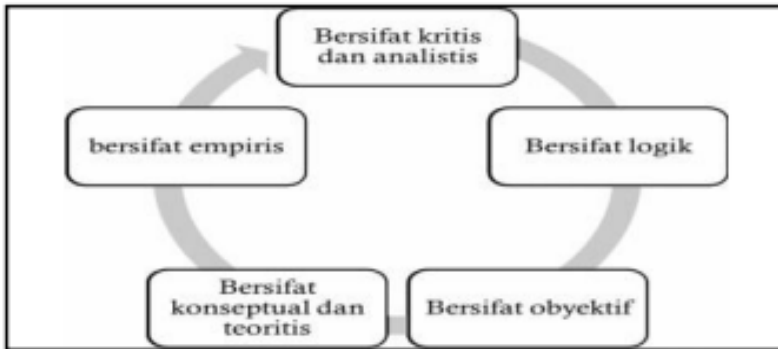 Bersifat kritis
dan analistis
Bersifat logik
Bersifat obyektif
Bersifat
konseptual dan
teoritis
bersifat empiris